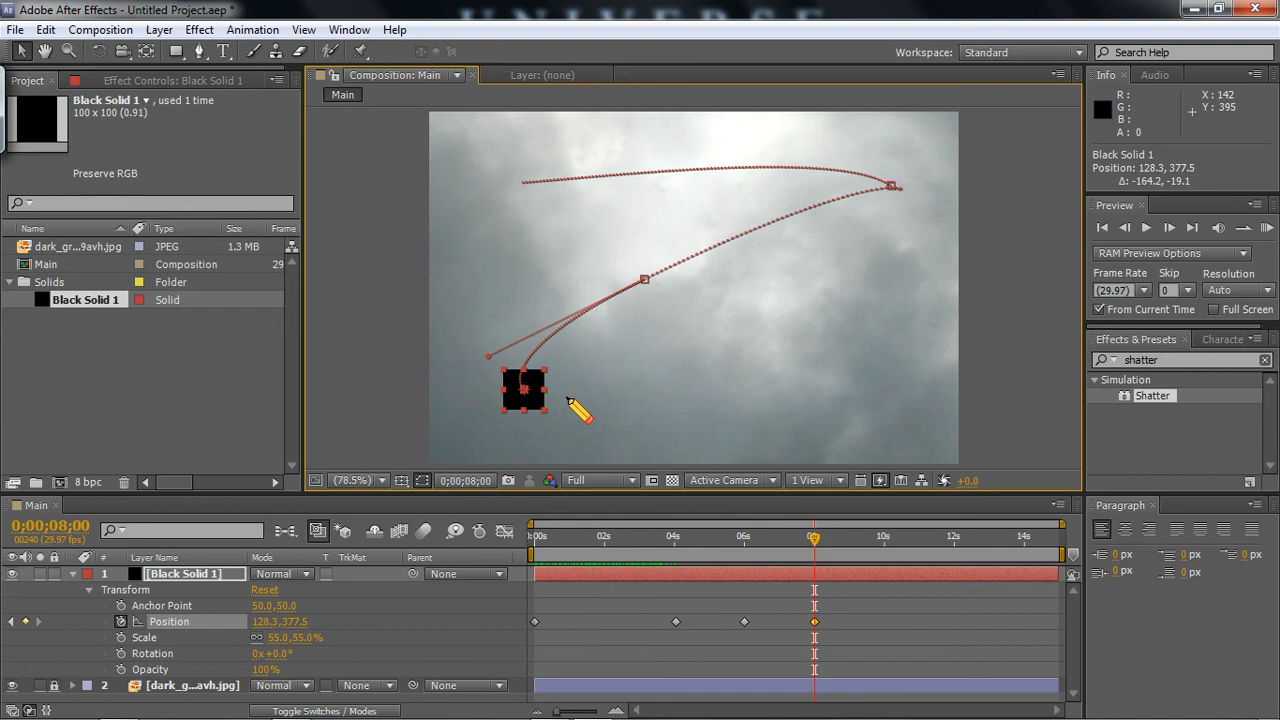 Adobe After Effects - Untitled Project.aep *
UNIVERSE
File Edit Composition Layer Effect Animation View Window Help
Workspace: Standard Search Help
Project Effect Controls: Black Solid 1
Black Solid 1 , used 1 time
100 x 100 (0.91)
Preserve RGB
Name Type Size Frame
dark_gr...9avh.jpg JPEG 1.3 MB
Main Composition 29
Solids Folder
Black Solid 1 Solid
8 bpc
Composition: Main Layer: (none)
Main
(78.5%) 0;00;08;00 Full Active Camera 1 View +0.0
Info Audio
R: X: 142
G: Y: 395
B:
A: 0
Black Solid 1
Position: 128.3, 377.5
Δ: -164.2, -19.1
Preview
RAM Preview Options
Frame Rate Skip Resolution
(29.97) 0 Auto
From Current Time Full Screen
Effects & Presets Characte
shatter
Simulation
Shatter
Paragraph
0 px 0 px 0 px
0 px 0 px
Main
0;00;08;00
00240 (29.97 fps)
# Layer Name Mode T TrkMat Parent
1 [Black Solid 1] Normal None
Transform Reset
Anchor Point 50.0,50.0
Position 128.3,377.5
Scale 55.0,55.0%
Rotation 0x+0.0°
Opacity 100%
2 [dark_g...avh.jpg] Normal None None
Toggle Switches / Modes
:00s 02s 04s 06s 10s 12s 14s